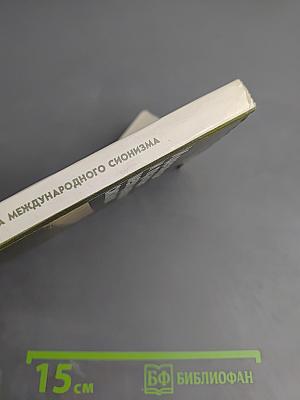 А МЕЖДУНАРОДНОГО СИОНИЗМА
15 СМ
БФ БИБЛИОФАН